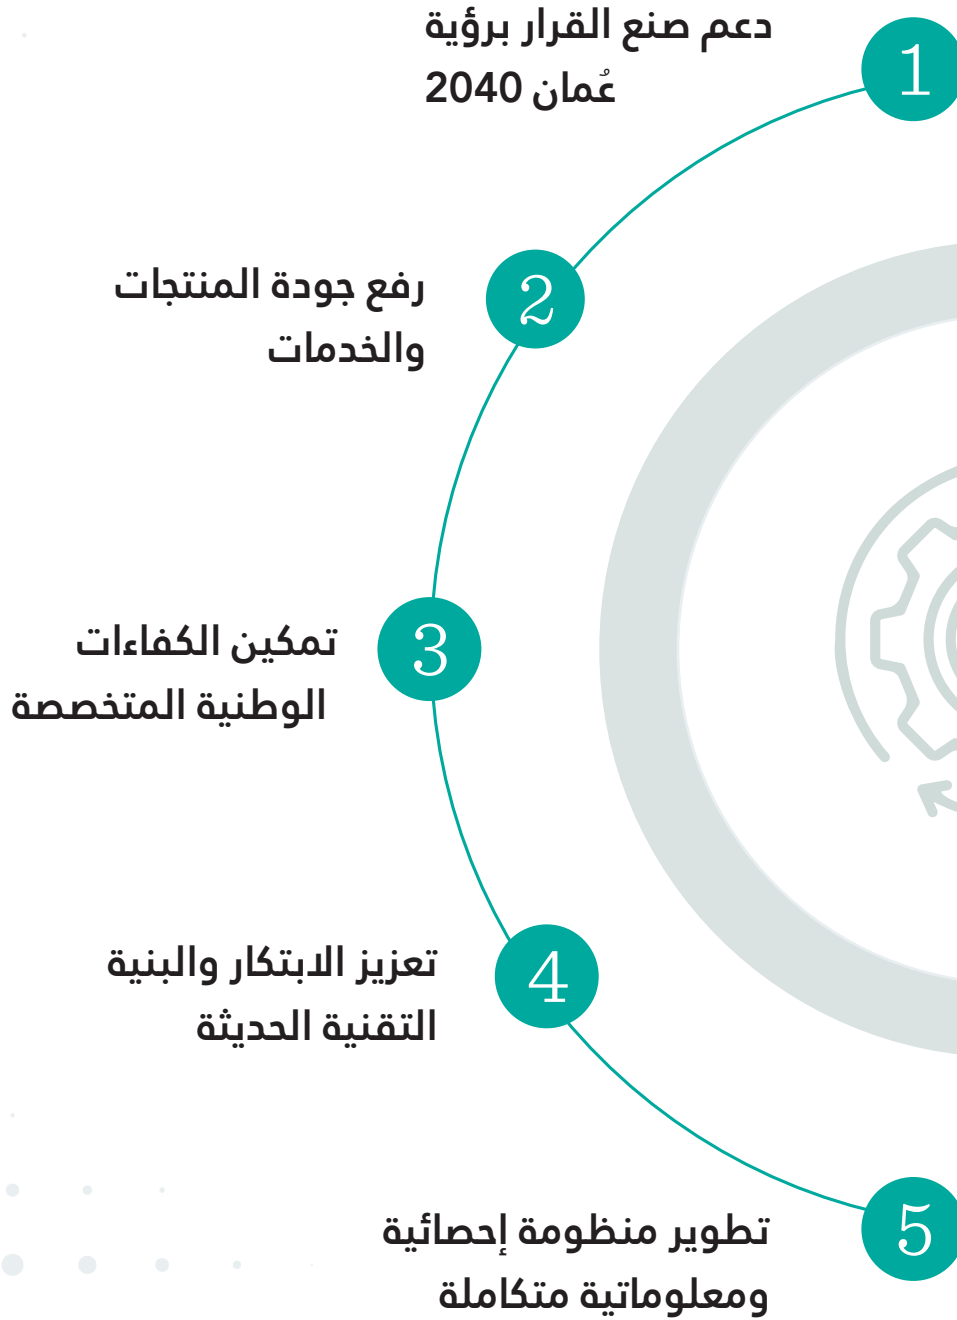 1
دعم صنع القرار برؤية
عُمان 2040
2
رفع جودة المنتجات
والخدمات
3
تمكين الكفاءات
الوطنية المتخصصة
4
تعزيز الابتكار والبنية
التقنية الحديثة
5
تطوير منظومة إحصائية
ومعلوماتية متكاملة